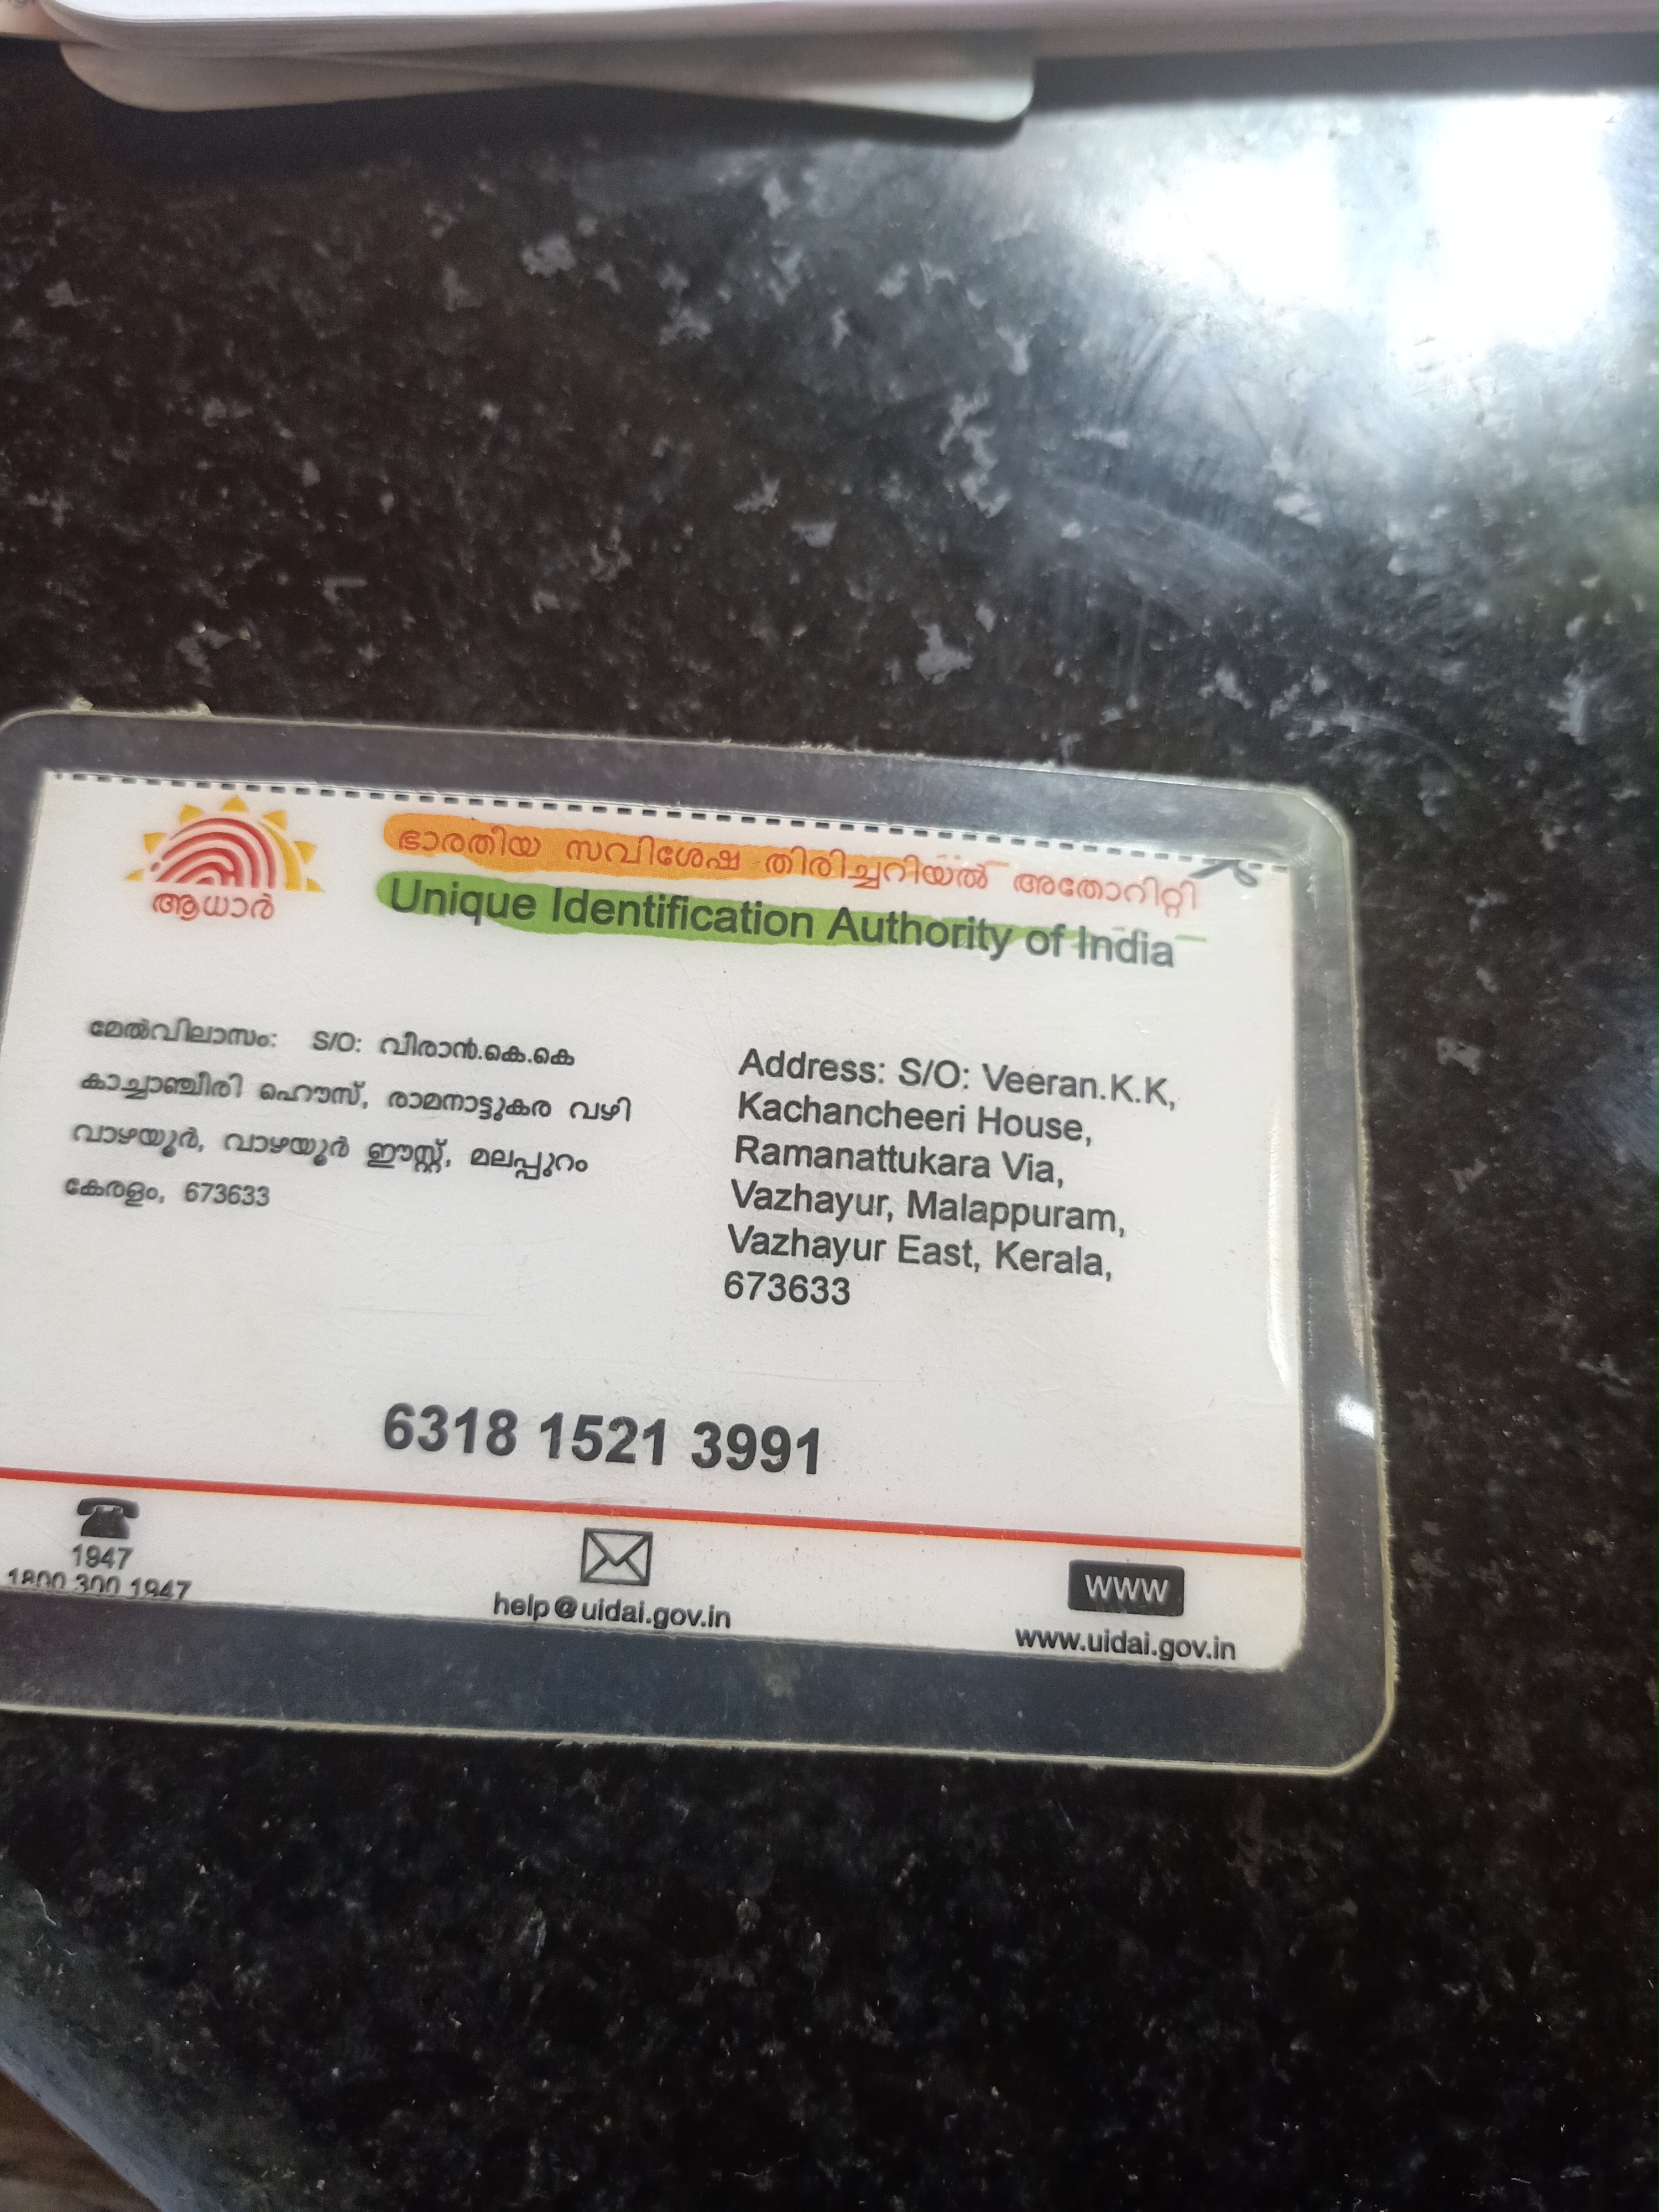 ആധാർ
ഭാരതീയ സവിശേഷ തിരിച്ചറിയൽ അതോറിറ്റി
Unique Identification Authority of India
മേൽവിലാസം: S/O: വീരാൻ.കെ.കെ
കാച്ചാഞ്ചീരി ഹൌസ്, രാമനാട്ടുകര വഴി
വാഴയൂർ, വാഴയൂർ ഈസ്റ്റ്, മലപ്പുറം
കേരളം, 673633
Address: S/O: Veeran.K.K,
Kachancheeri House,
Ramanattukara Via,
Vazhayur, Malappuram,
Vazhayur East, Kerala,
673633
6318 1521 3991
1947
1800 300 1947
help@uidai.gov.in
WWW
www.uidai.gov.in